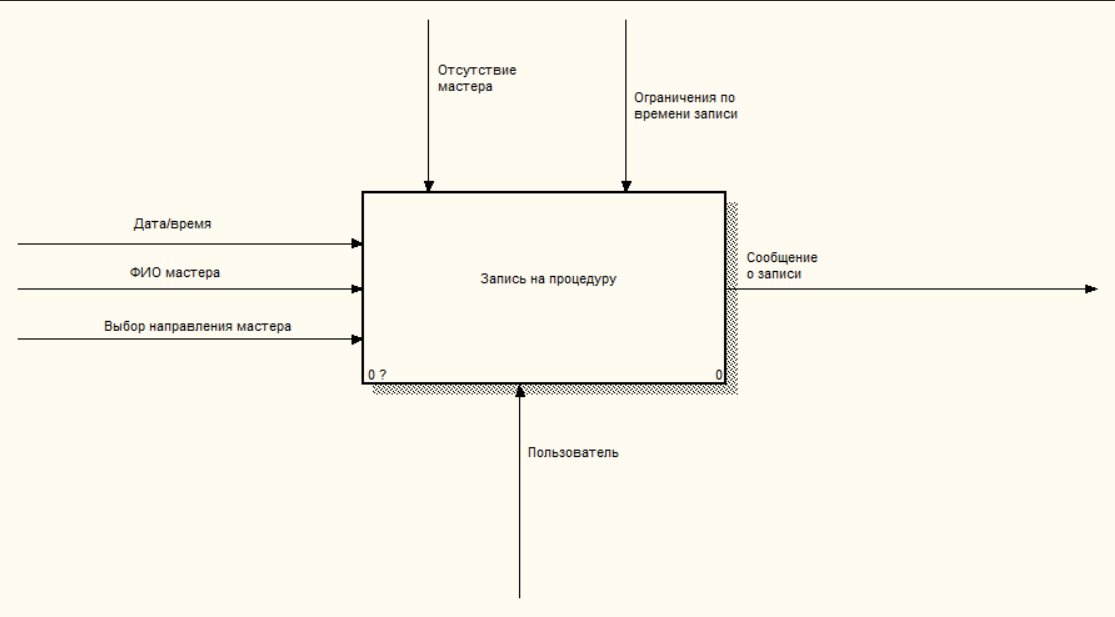 Отсутствие
мастера
Ограничения по
времени записи
Дата/время
ФИО мастера
Выбор направления мастера
Запись на процедуру
0 ?
0
Сообщение
о записи
Пользователь